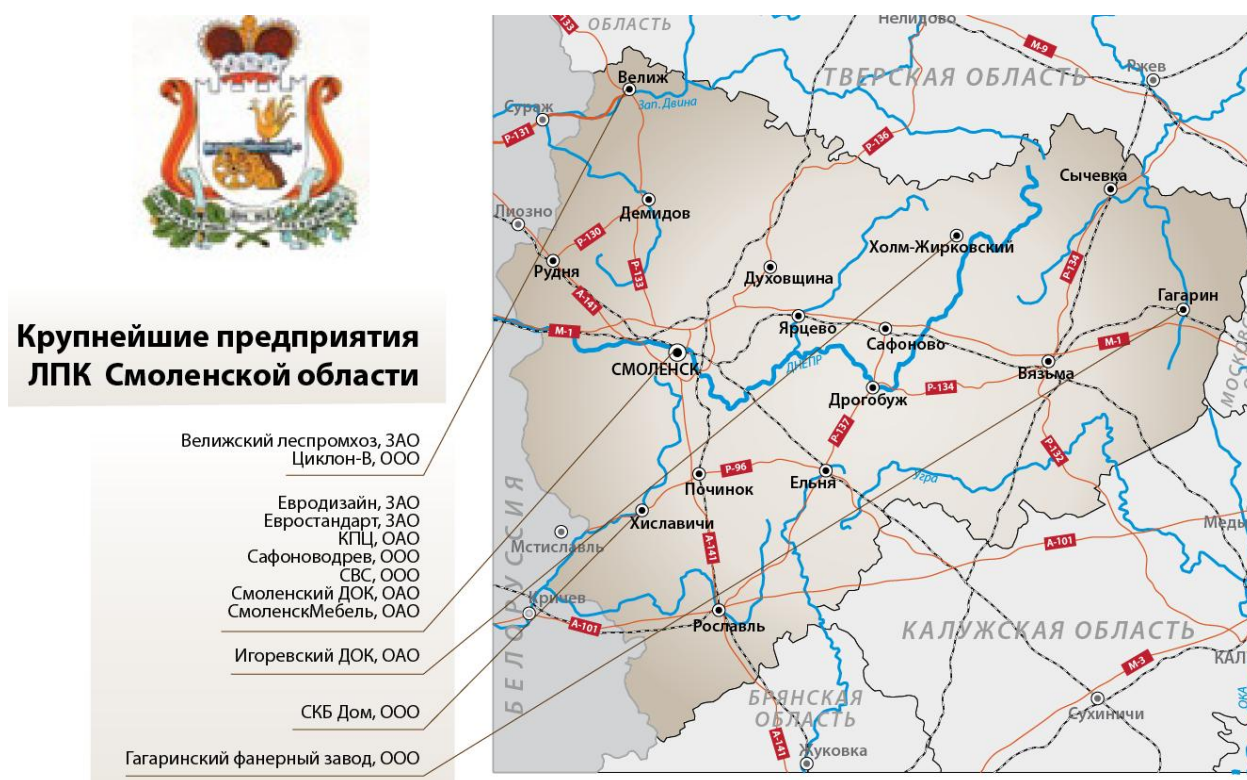 Крупнейшие предприятия
ЛПК Смоленской области
Велижский леспромхоз, ЗАО
Циклон-В, ООО
Евродизайн, ЗАО
Евростандарт, ЗАО
КПЦ, ОАО
Сафоноводрев, ООО
СВС, ООО
Смоленский ДОК, ОАО
СмоленскМебель, ОАО
Игоревский ДОК, ОАО
СКБ Дом, ООО
Гагаринский фанерный завод, ООО
ОБЛАСТЬ
Нелидово
М-9
ТВЕРСКАЯ ОБЛАСТЬ
Ржев
Велиж
Зап. Двина
Сураж
Р-131
Р-136
Сычевка
Лиозно
Демидов
Р-130
Холм-Жирковский
Рудня
Р-133
Духовщина
Р-134
А-141
Гагарин
М-1
Ярцево
Сафоново
М-1
СМОЛЕНСК
ДНЕПР
Вязьма
Дрогобуж
Р-134
Р-137
Р-132
Р-96
Починок
Ельня
Угра
Хиславичи
Мстиславль
А-141
А-101
БЕЛОРУССИЯ
Кричев
А-101
Рославль
КАЛУЖСКАЯ ОБЛАСТЬ
М-3
БРЯНСКАЯ
ОБЛАСТЬ
Сухиничи
ОКА
А-141
Жуковка